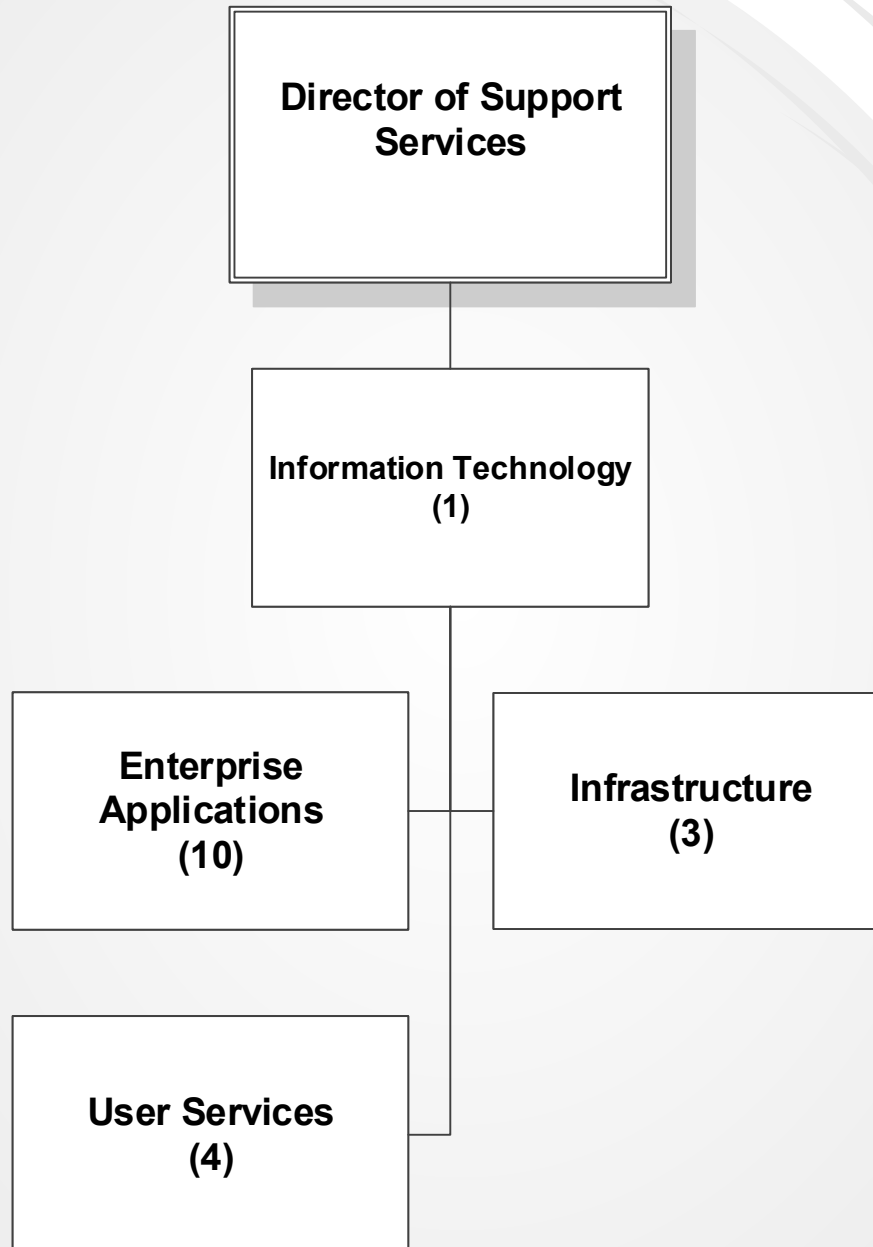 Director of Support
Services
Information Technology
(1)
Enterprise
Applications
(10)
Infrastructure
(3)
User Services
(4)